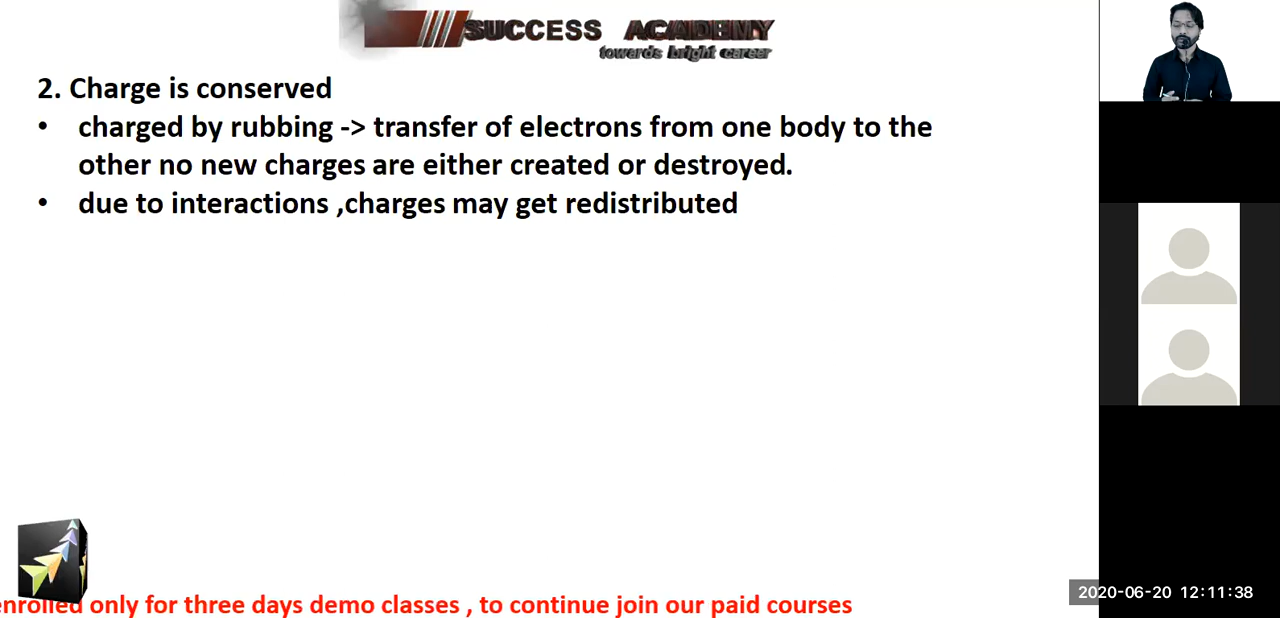 SUCCESS ACADEMY
towards bright career
2. Charge is conserved
• charged by rubbing -> transfer of electrons from one body to the
other no new charges are either created or destroyed.
• due to interactions ,charges may get redistributed
enrolled only for three days demo classes , to continue join our paid courses
2020-06-20 12:11:38